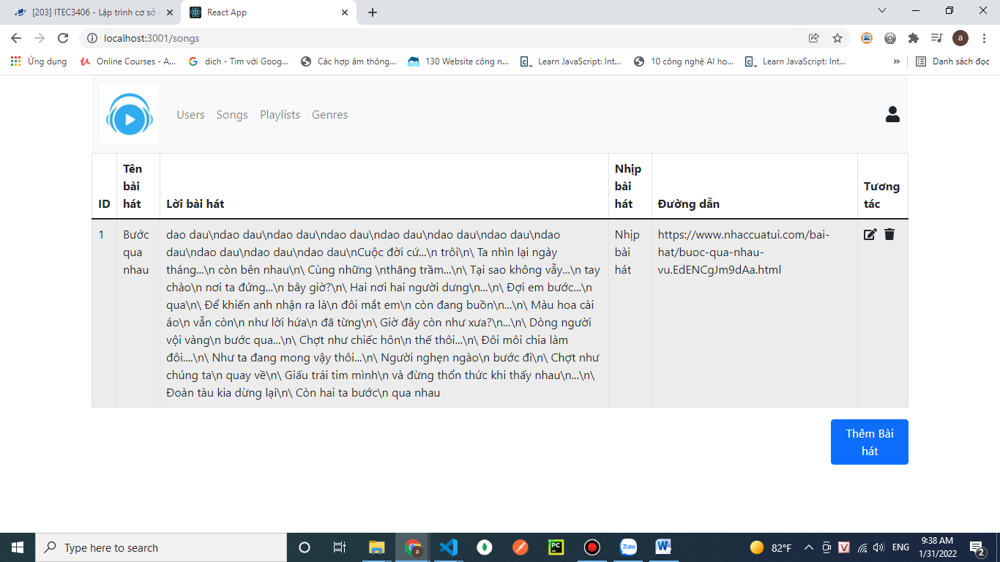 [203] ITEC3406 - Lập trình cơ sở
React App
localhost:3001/songs
a
Ứng dụng
Online Courses - A...
dich - Tìm với Goog...
Các hợp âm thông...
130 Website công n...
Learn JavaScript: Int...
10 công nghệ AI ho...
Learn JavaScript: Int...
»
Danh sách đọc
Users Songs Playlists Genres
ID
Tên
bài
hát
Lời bài hát
Nhịp
bài
hát
Đường dẫn
Tương
tác
1
Bước
qua
nhau
dao dau\ndao dau\ndao dau\ndao dau\ndao dau\ndao dau\ndao dau\ndao
dau\ndao dau\ndao dau\ndao dau\nCuộc đời cứ...\n trôi\n\ Ta nhìn lại ngày
tháng...\n còn bên nhau\n\ Cùng những \nthăng trầm...\n\ Tại sao không vẫy...\n tay
chào\n nơi ta đứng...\n bây giờ?\n\ Hai nơi hai người dưng\n...\n\ Đợi em bước...\n
qua\n\ Để khiến anh nhận ra là\n đôi mắt em\n còn đang buồn\n...\n\ Màu hoa cài
áo\n vẫn còn\n như lời hứa\n đã từng\n\ Giờ đây còn như xưa?\n...\n\ Dòng người
vội vàng\n bước qua...\n\ Chợt như chiếc hôn\n thế thôi...\n\ Đôi môi chia làm
đôi....\n\ Như ta đang mong vậy thôi...\n\ Người nghẹn ngào\n bước đi\n\ Chợt như
chúng ta\n quay về\n\ Giấu trái tim mình\n và đừng thổn thức khi thấy nhau\n...\n\
Đoàn tàu kia dừng lại\n\ Còn hai ta bước\n qua nhau
Nhịp
bài
hát
https://www.nhaccuatui.com/bai-
hat/buoc-qua-nhau-
vu.EdENCgJm9dAa.html
Thêm Bài
hát
Type here to search
PC
Zalo
W
82°F
V
ENG
9:38 AM
1/31/2022
2